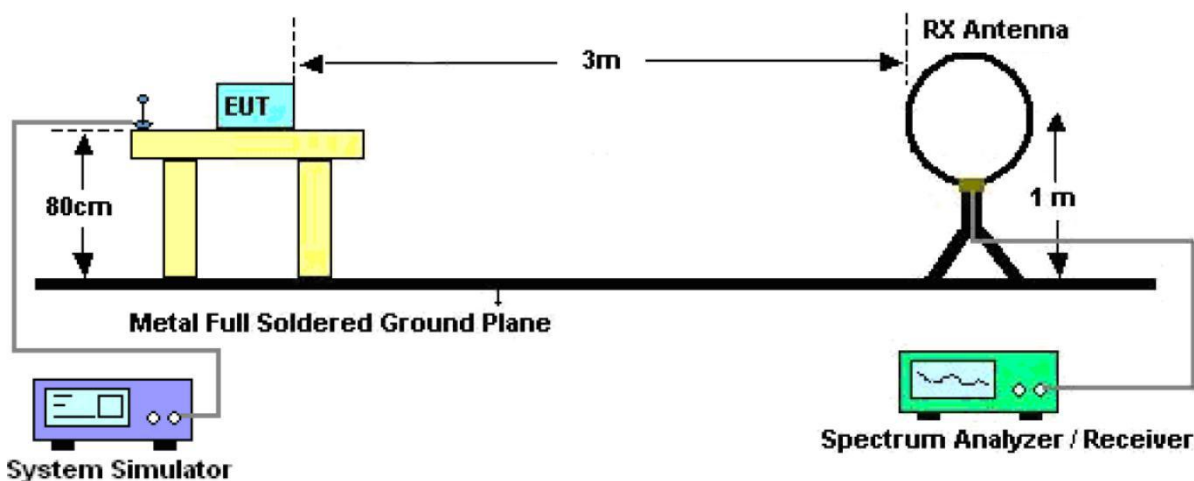 RX Antenna
3m
EUT
80cm
1 m
Metal Full Soldered Ground Plane
System Simulator
Spectrum Analyzer / Receiver